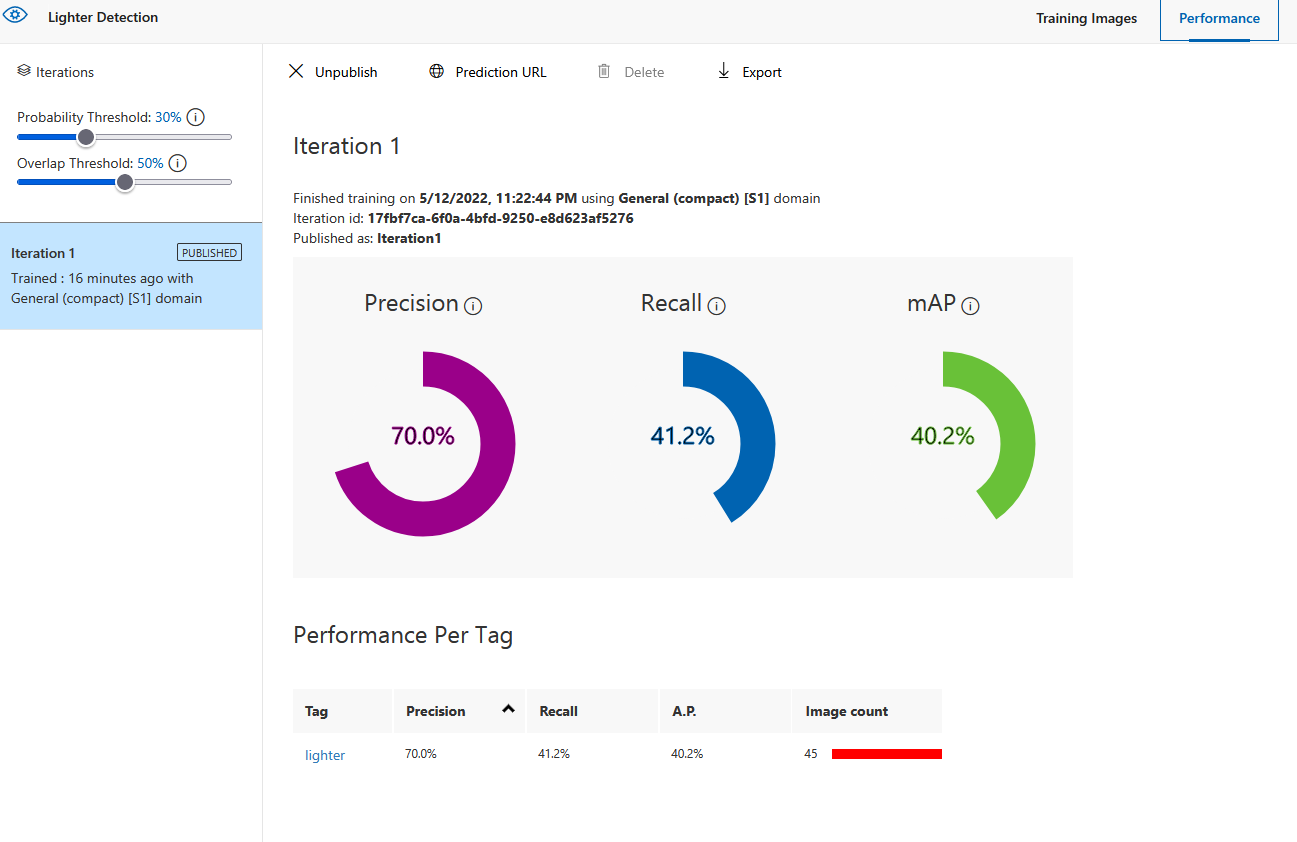 Lighter Detection
Training Images
Performance
Iterations
Probability Threshold: 30%
Overlap Threshold: 50%
Iteration 1
PUBLISHED
Trained : 16 minutes ago with
General (compact) [S1] domain
Unpublish
Prediction URL
Delete
Export
Iteration 1
Finished training on 5/12/2022, 11:22:44 PM using General (compact) [S1] domain
Iteration id: 17fbf7ca-6f0a-4bfd-9250-e8d623af5276
Published as: Iteration1
Precision
Recall
mAP
70.0%
41.2%
40.2%
Performance Per Tag
Tag Precision Recall A.P. Image count
lighter 70.0% 41.2% 40.2% 45